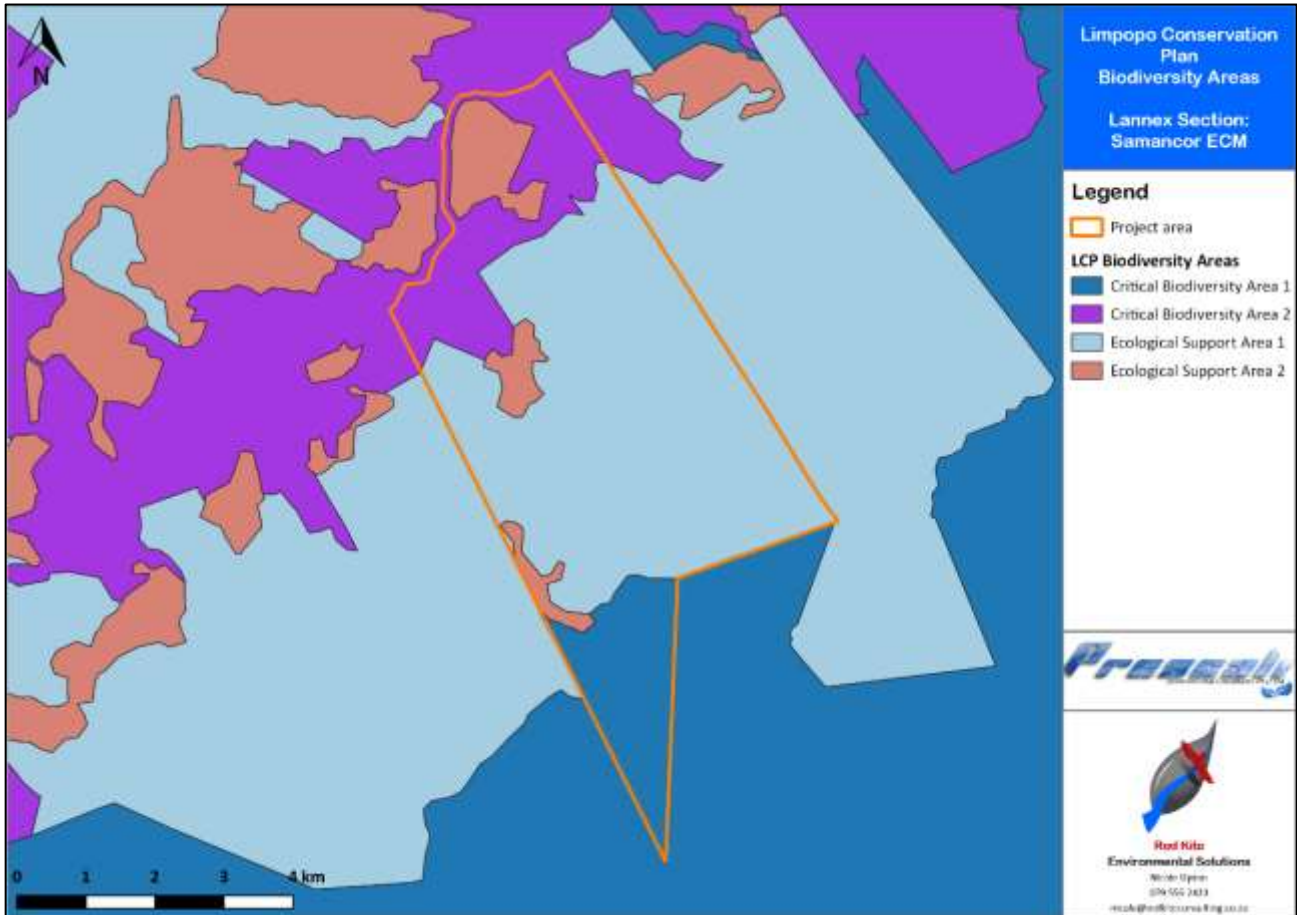 N
Limpopo Conservation
Plan
Biodiversity Areas
Lannex Section:
Samancor ECM
Legend
Project area
LCP Biodiversity Areas
Critical Biodiversity Area 1
Critical Biodiversity Area 2
Ecological Support Area 1
Ecological Support Area 2
Red Kite
Environmental Solutions
0 1 2 3 4 km